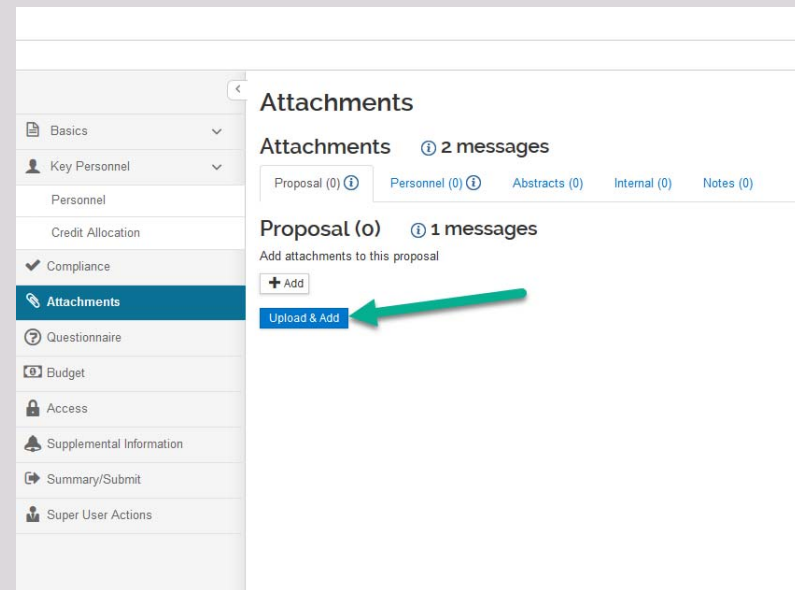 Basics
Key Personnel
Personnel
Credit Allocation
Compliance
Attachments
Questionnaire
Budget
Access
Supplemental Information
Summary/Submit
Super User Actions
Attachments
Attachments 2 messages
Proposal (0) Personnel (0) Abstracts (0) Internal (0) Notes (0)
Proposal (0) 1 messages
Add attachments to this proposal
+ Add
Upload & Add